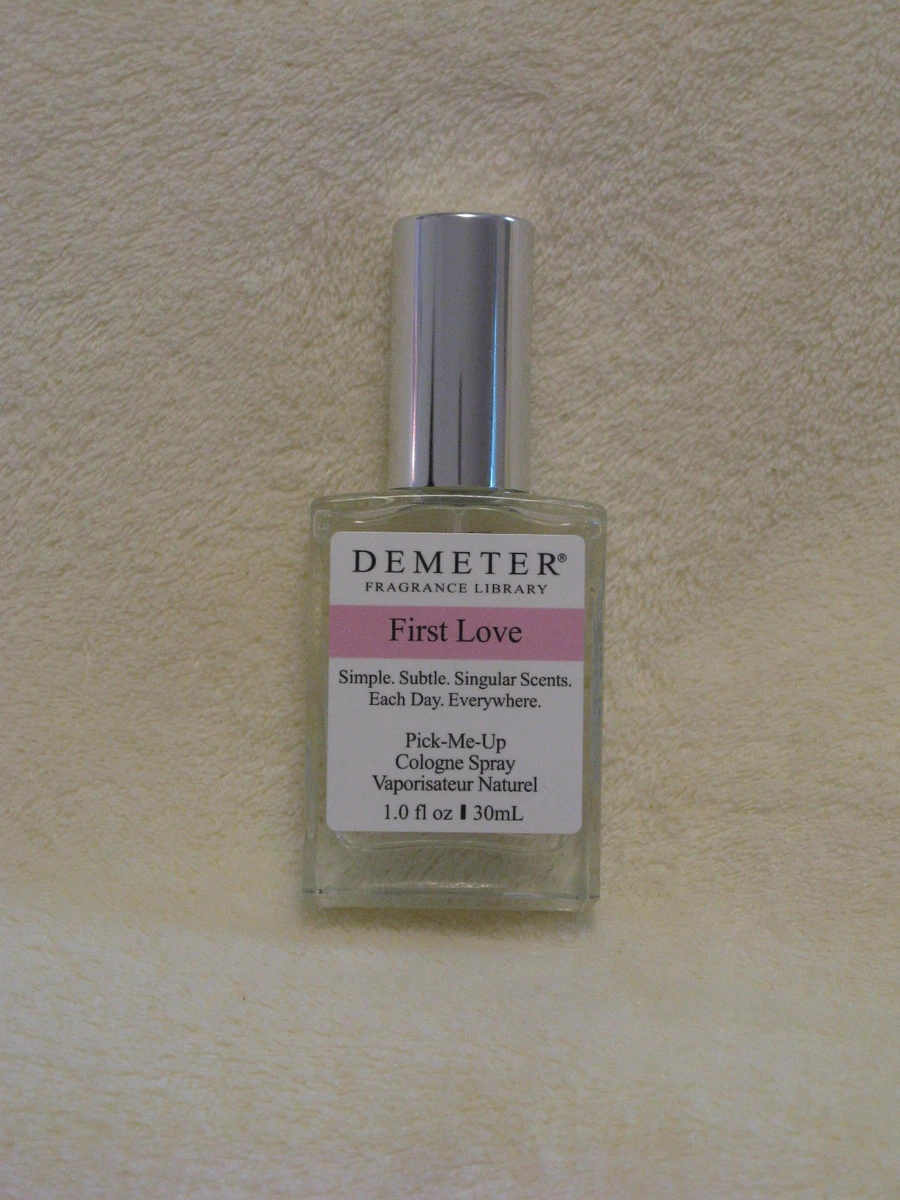 DEMETER®
FRAGRANCE LIBRARY
First Love
Simple. Subtle. Singular Scents.
Each Day. Everywhere.
Pick-Me-Up
Cologne Spray
Vaporisateur Naturel
1.0 fl oz ▌30mL